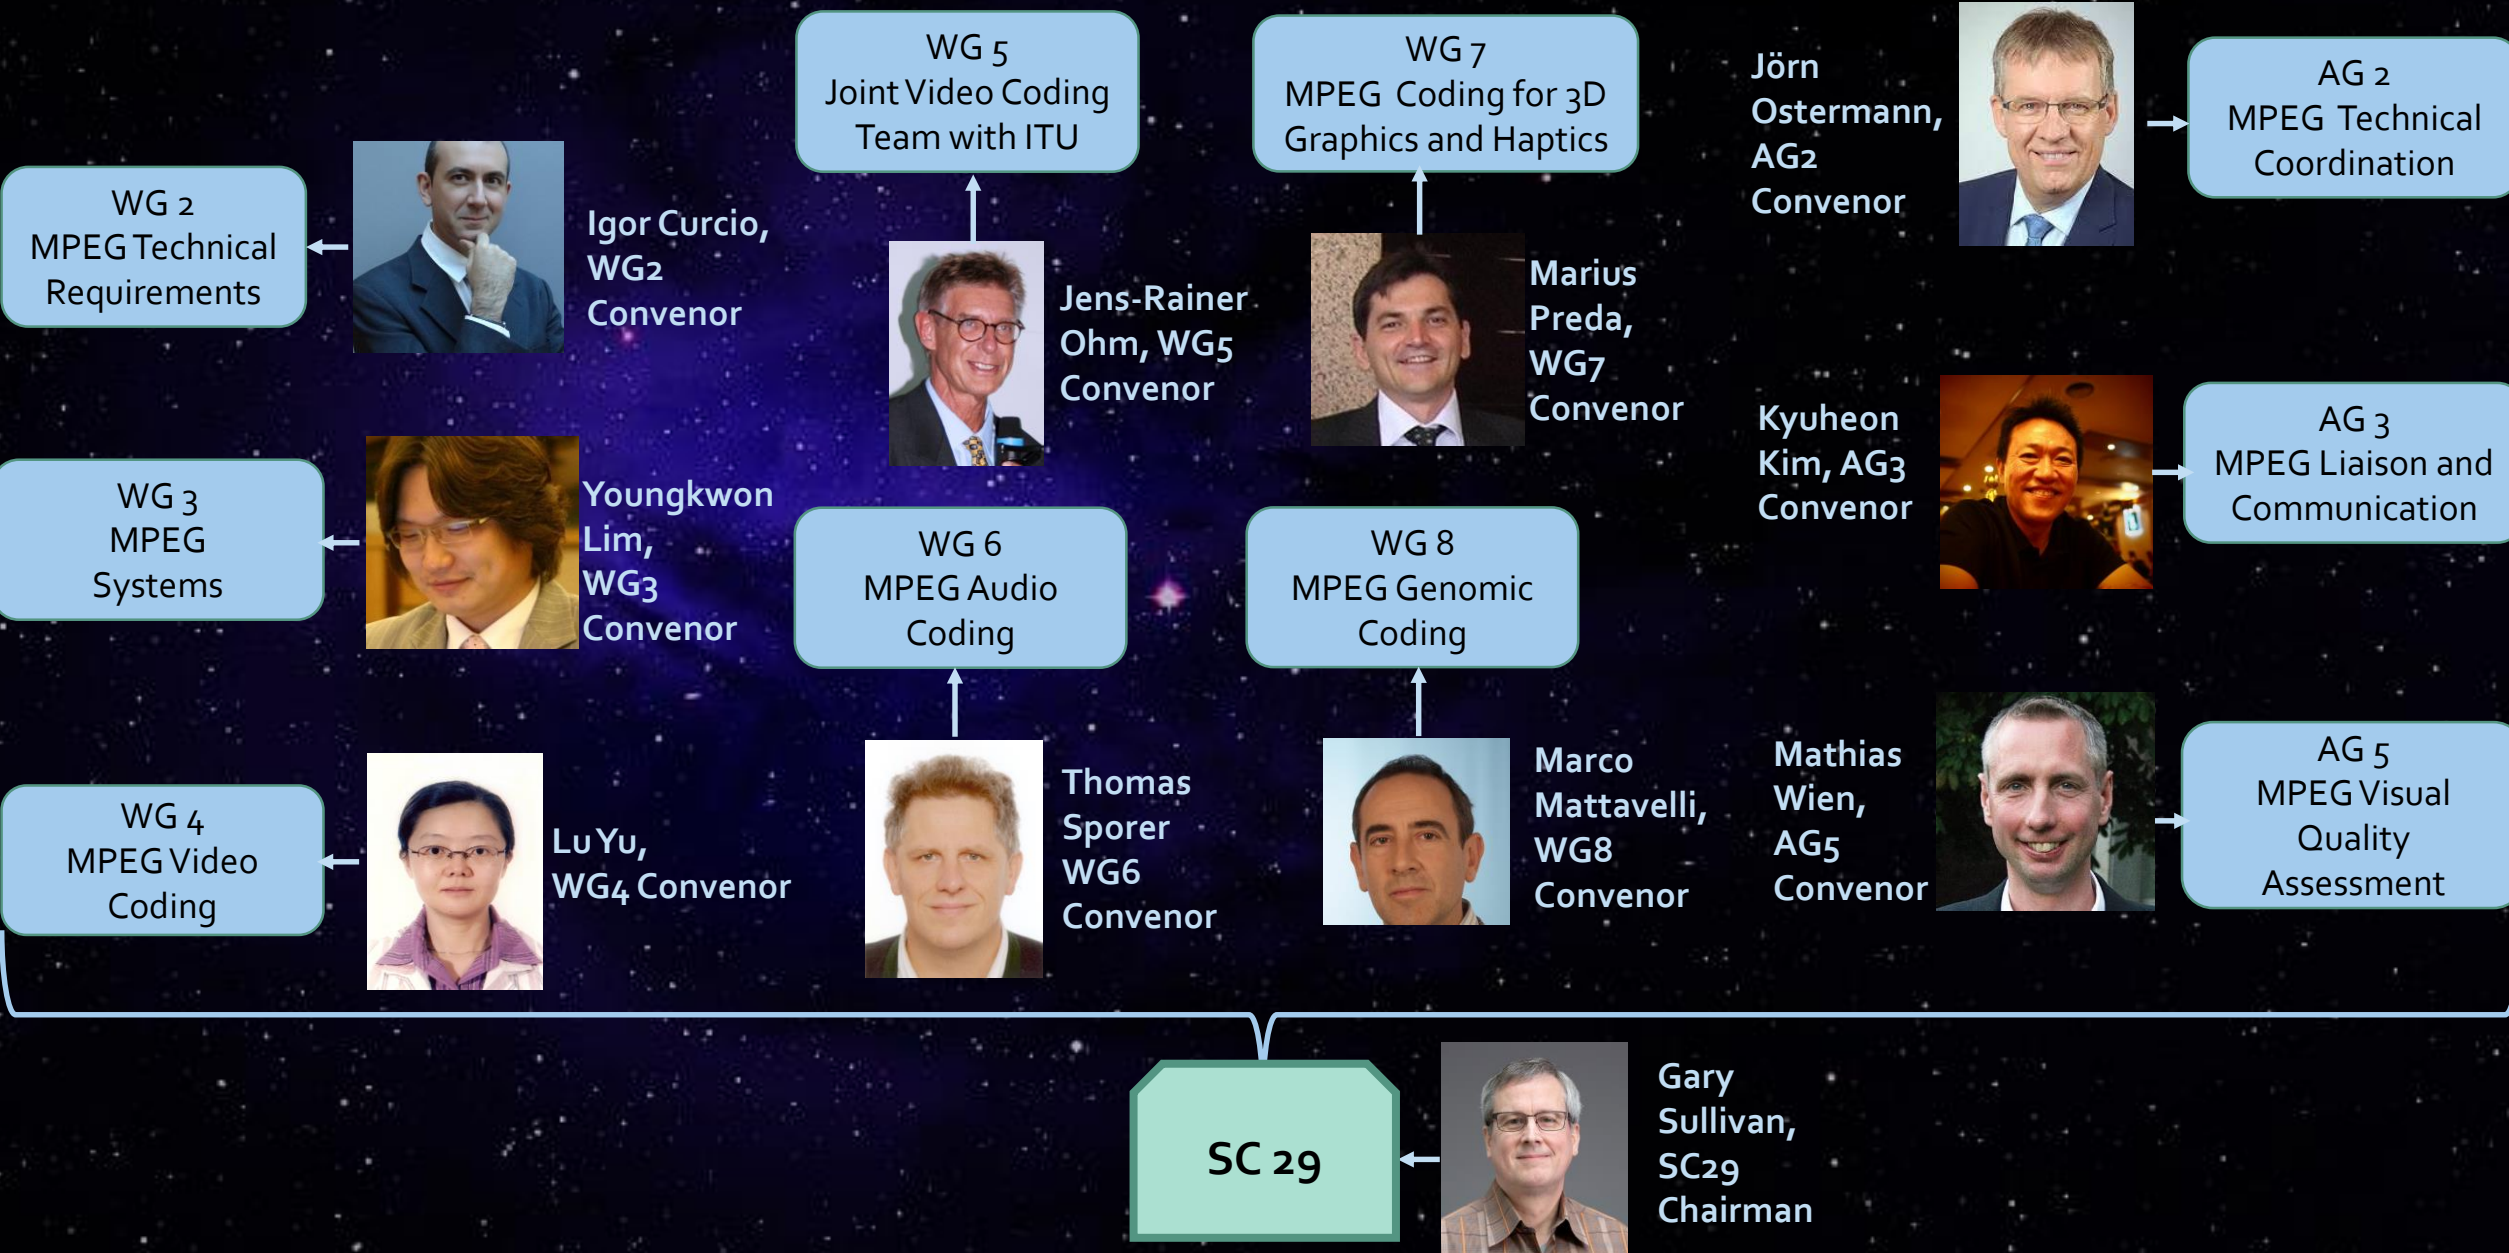 WG 2
MPEG Technical
Requirements
Igor Curcio,
WG2
Convenor
WG 3
MPEG
Systems
Youngkwon
Lim,
WG3
Convenor
WG 4
MPEG Video
Coding
Lu Yu,
WG4 Convenor
WG 5
Joint Video Coding
Team with ITU
Jens-Rainer
Ohm, WG5
Convenor
WG 6
MPEG Audio
Coding
Thomas
Sporer
WG6
Convenor
WG 7
MPEG Coding for 3D
Graphics and Haptics
Marius
Preda,
WG7
Convenor
WG 8
MPEG Genomic
Coding
Marco
Mattavelli,
WG8
Convenor
Jörn
Ostermann,
AG2
Convenor
AG 2
MPEG Technical
Coordination
Kyuheon
Kim, AG3
Convenor
AG 3
MPEG Liaison and
Communication
Mathias
Wien,
AG5
Convenor
AG 5
MPEG Visual
Quality
Assessment
SC 29
Gary
Sullivan,
SC29
Chairman